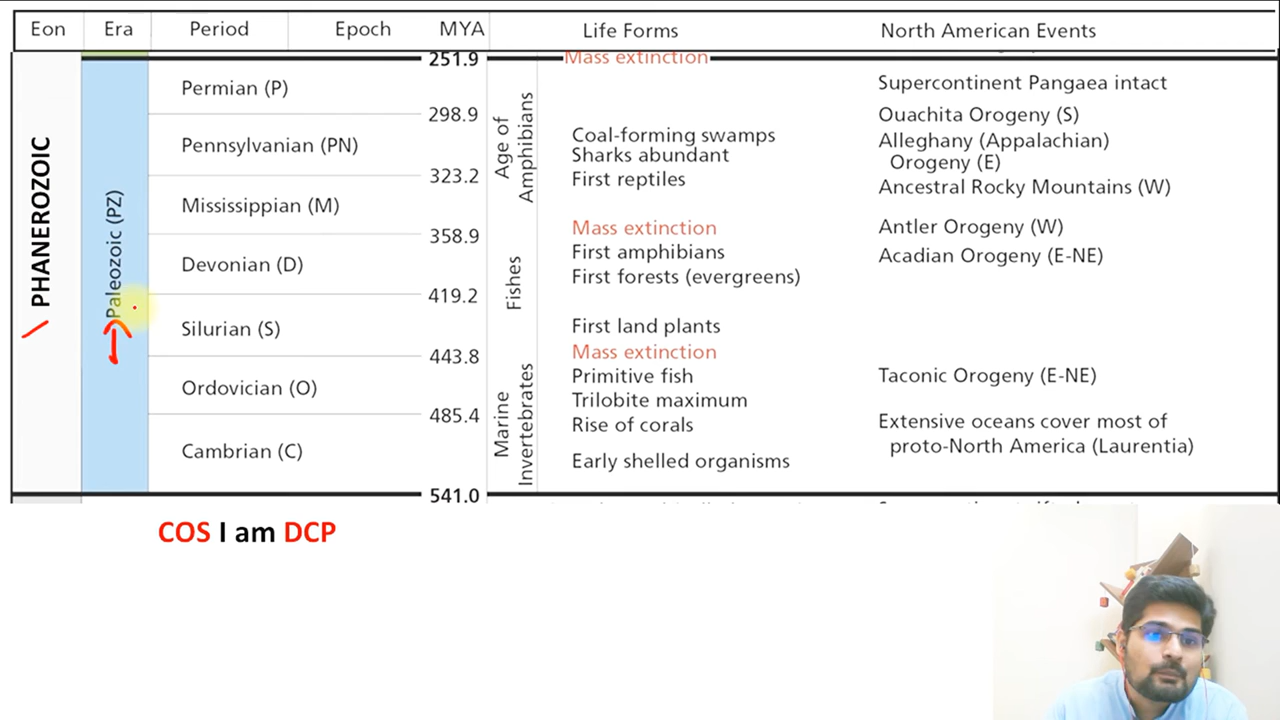 Eon Era Period Epoch MYA Life Forms North American Events
251.9 Mass extinction
Permian (P) Supercontinent Pangaea intact
298.9 Ouachita Orogeny (S)
Pennsylvanian (PN) Coal-forming swamps Alleghany (Appalachian)
Sharks abundant Orogeny (E)
323.2 First reptiles Ancestral Rocky Mountains (W)
Mississippian (M)
Age of
Amphibians
358.9 Mass extinction Antler Orogeny (W)
Devonian (D) First amphibians Acadian Orogeny (E-NE)
First forests (evergreens)
Fishes
419.2
PHANEROZOIC
Paleozoic (PZ)
Silurian (S) First land plants
443.8 Mass extinction
Ordovician (O) Primitive fish Taconic Orogeny (E-NE)
Trilobite maximum
485.4 Rise of corals Extensive oceans cover most of
Cambrian (C) proto-North America (Laurentia)
Early shelled organisms
Marine
Invertebrates
541.0
COS I am DCP